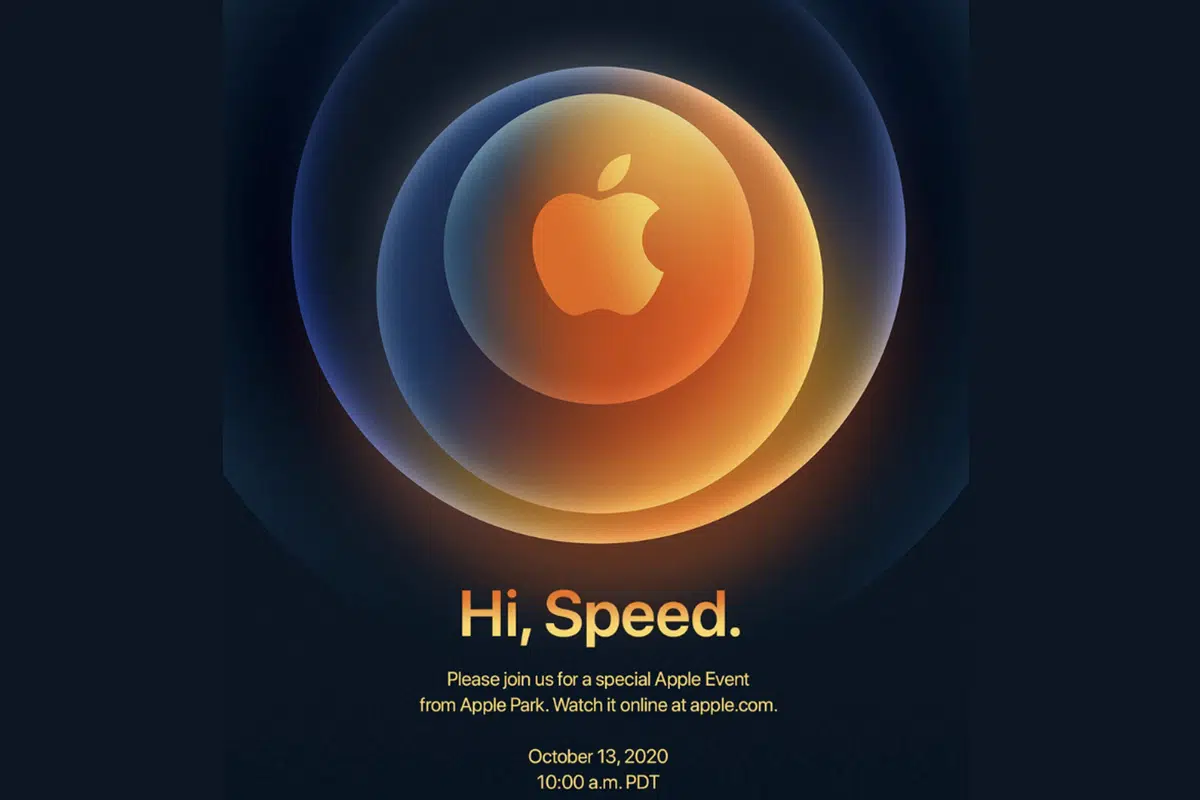 Hi, Speed.
Please join us for a special Apple Event
from Apple Park. Watch it online at apple.com.
October 13, 2020
10:00 a.m. PDT